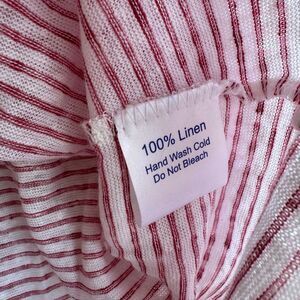 100% Linen
Hand Wash Cold
Do Not Bleach